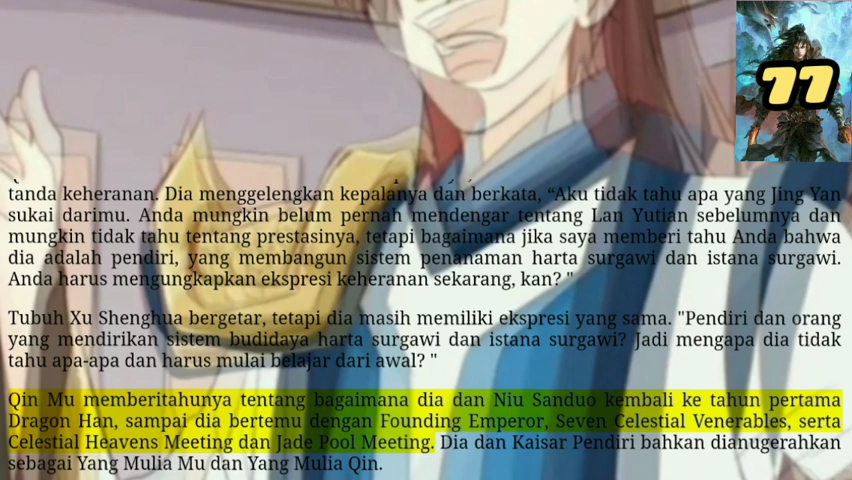 77
tanda keheranan. Dia menggelengkan kepalanya dan berkata, “Aku tidak tahu apa yang Jing Yan
sukai darimu. Anda mungkin belum pernah mendengar tentang Lan Yutian sebelumnya dan
mungkin tidak tahu tentang prestasinya, tetapi bagaimana jika saya memberi tahu Anda bahwa
dia adalah pendiri, yang membangun sistem penanaman harta surgawi dan istana surgawi.
Anda harus mengungkapkan ekspresi keheranan sekarang, kan? "
Tubuh Xu Shenghua bergetar, tetapi dia masih memiliki ekspresi yang sama. "Pendiri dan orang
yang mendirikan sistem budidaya harta surgawi dan istana surgawi? Jadi mengapa dia tidak
tahu apa-apa dan harus mulai belajar dari awal? "
Qin Mu memberitahunya tentang bagaimana dia dan Niu Sanduo kembali ke tahun pertama
Dragon Han, sampai dia bertemu dengan Founding Emperor, Seven Celestial Venerables, serta
Celestial Heavens Meeting dan Jade Pool Meeting. Dia dan Kaisar Pendiri bahkan dianugerahkan
sebagai Yang Mulia Mu dan Yang Mulia Qin.